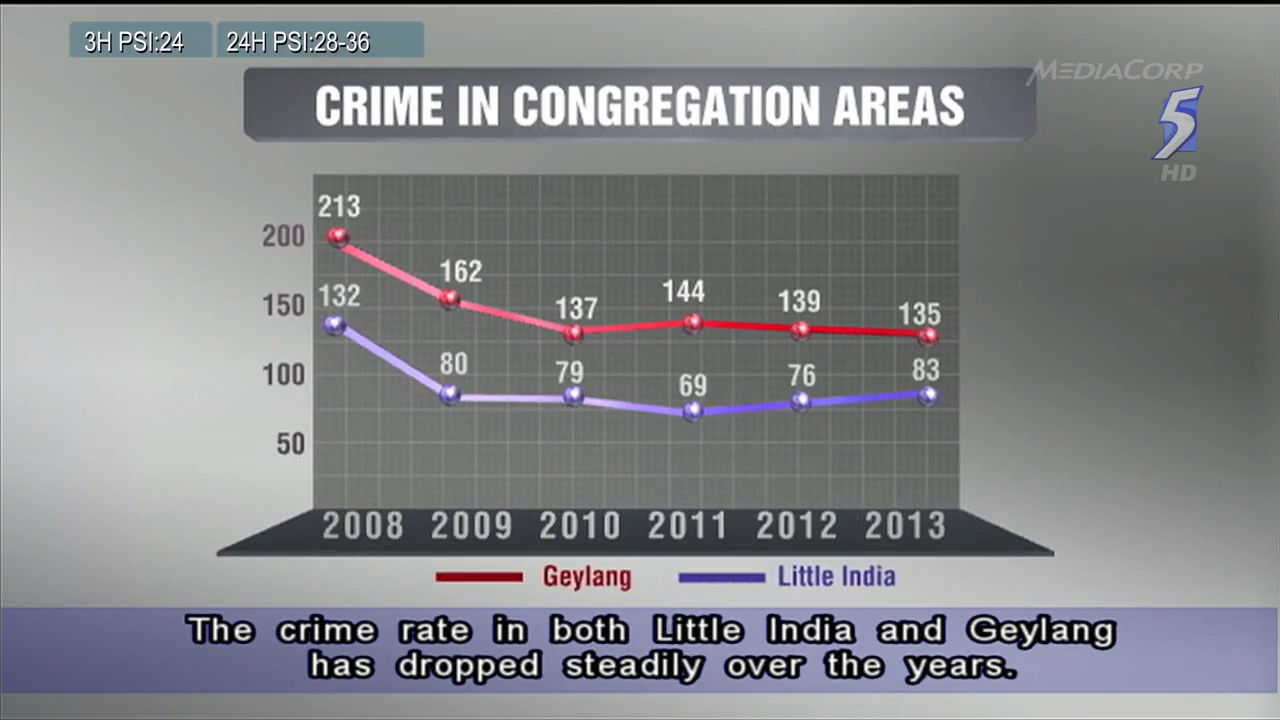 3H PSI:24 24H PSI:28-36
MEDIACORP
5
HD
CRIME IN CONGREGATION AREAS
213
200
162
150
132
137
144
139
135
100
80
79
69
76
83
50
2008 2009 2010 2011 2012 2013
Geylang Little India
The crime rate in both Little India and Geylang
has dropped steadily over the years.